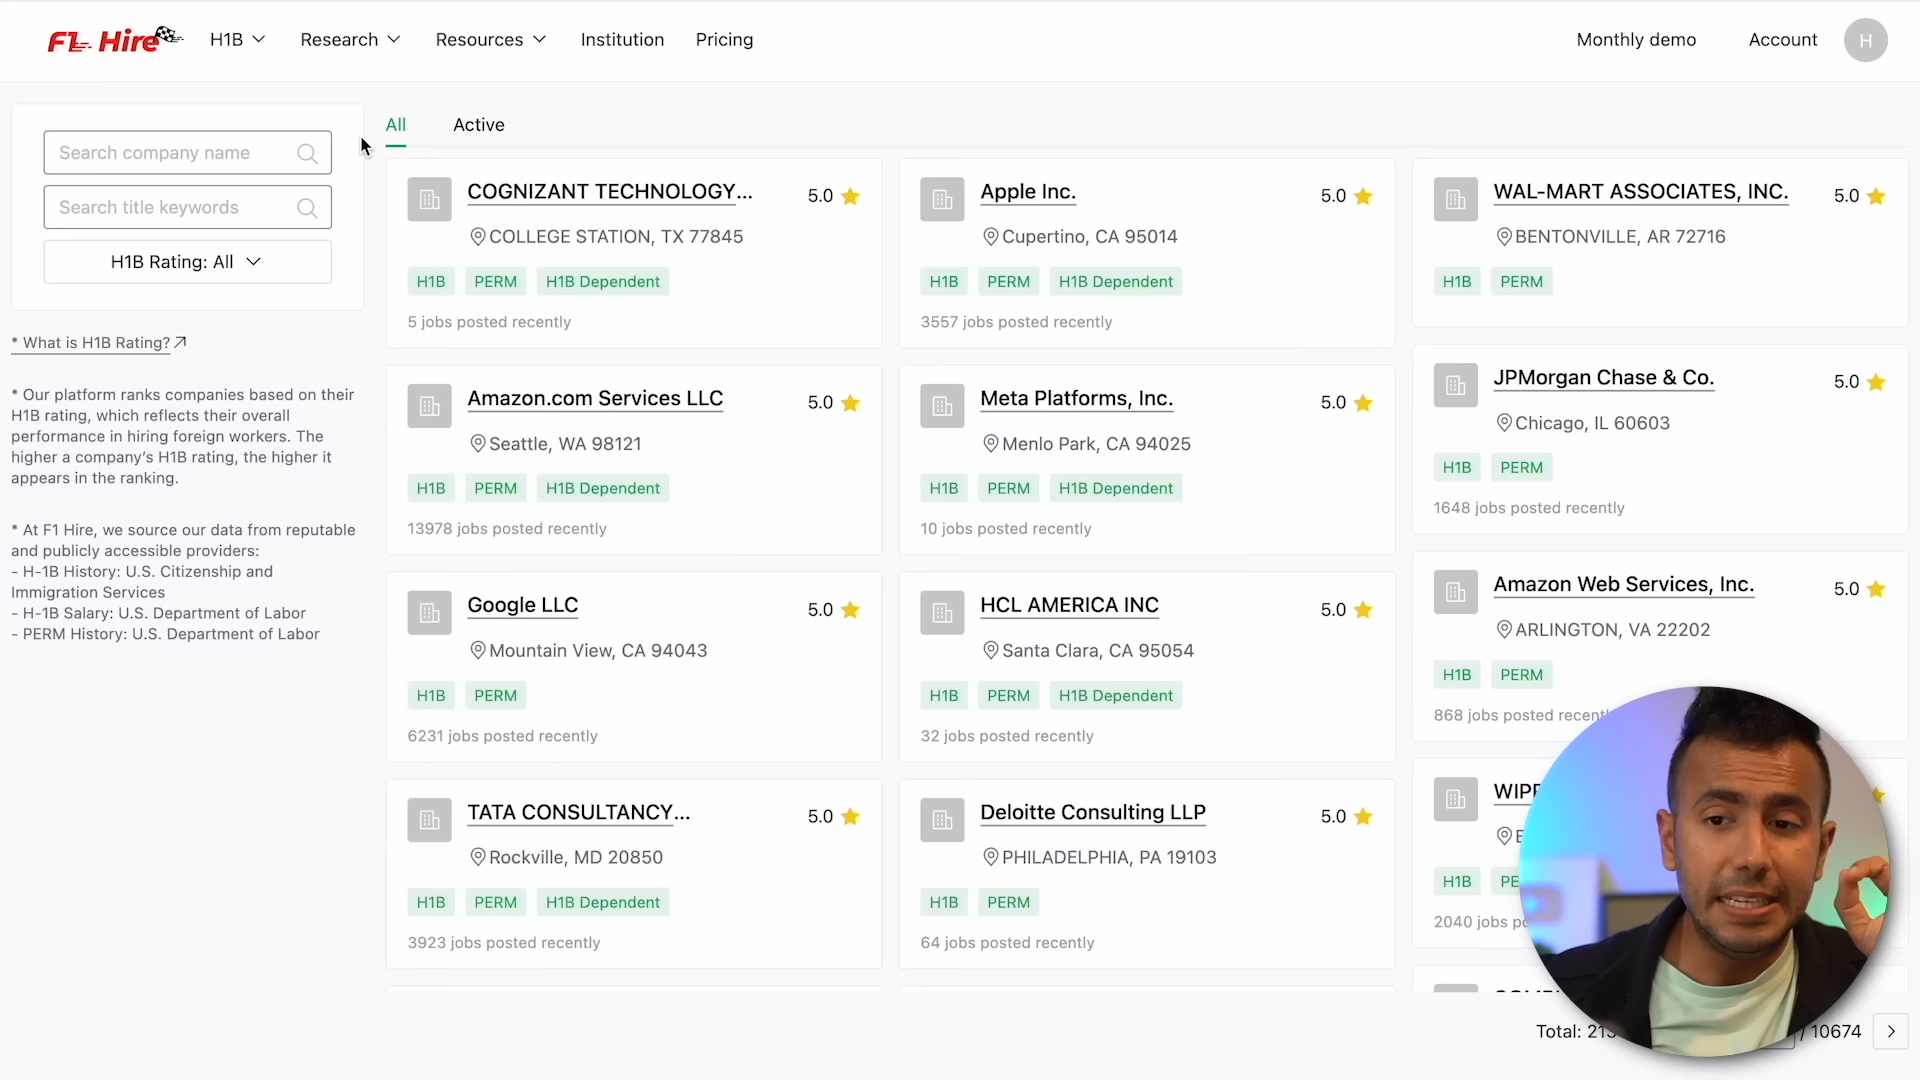 F1 Hire
H1B
Research
Resources
Institution
Pricing
Monthly demo
Account
H
Search company name
Search title keywords
H1B Rating: All
* What is H1B Rating?
* Our platform ranks companies based on their
H1B rating, which reflects their overall
performance in hiring foreign workers. The
higher a company's H1B rating, the higher it
appears in the ranking.
* At F1 Hire, we source our data from reputable
and publicly accessible providers:
- H-1B History: U.S. Citizenship and
Immigration Services
- H-1B Salary: U.S. Department of Labor
- PERM History: U.S. Department of Labor
All
Active
COGNIZANT TECHNOLOGY...
5.0
COLLEGE STATION, TX 77845
H1B PERM H1B Dependent
5 jobs posted recently
Apple Inc.
5.0
Cupertino, CA 95014
H1B PERM H1B Dependent
3557 jobs posted recently
WAL-MART ASSOCIATES, INC.
5.0
BENTONVILLE, AR 72716
H1B PERM
Amazon.com Services LLC
5.0
Seattle, WA 98121
H1B PERM H1B Dependent
13978 jobs posted recently
Meta Platforms, Inc.
5.0
Menlo Park, CA 94025
H1B PERM H1B Dependent
10 jobs posted recently
JPMorgan Chase & Co.
5.0
Chicago, IL 60603
H1B PERM
1648 jobs posted recently
Google LLC
5.0
Mountain View, CA 94043
H1B PERM
6231 jobs posted recently
HCL AMERICA INC
5.0
Santa Clara, CA 95054
H1B PERM H1B Dependent
32 jobs posted recently
Amazon Web Services, Inc.
5.0
ARLINGTON, VA 22202
H1B PERM
868 jobs posted
TATA CONSULTANCY...
5.0
Rockville, MD 20850
H1B PERM H1B Dependent
3923 jobs posted recently
Deloitte Consulting LLP
5.0
PHILADELPHIA, PA 19103
H1B PERM
64 jobs posted recently
H1B
2040 jobs
Total:
/ 10674